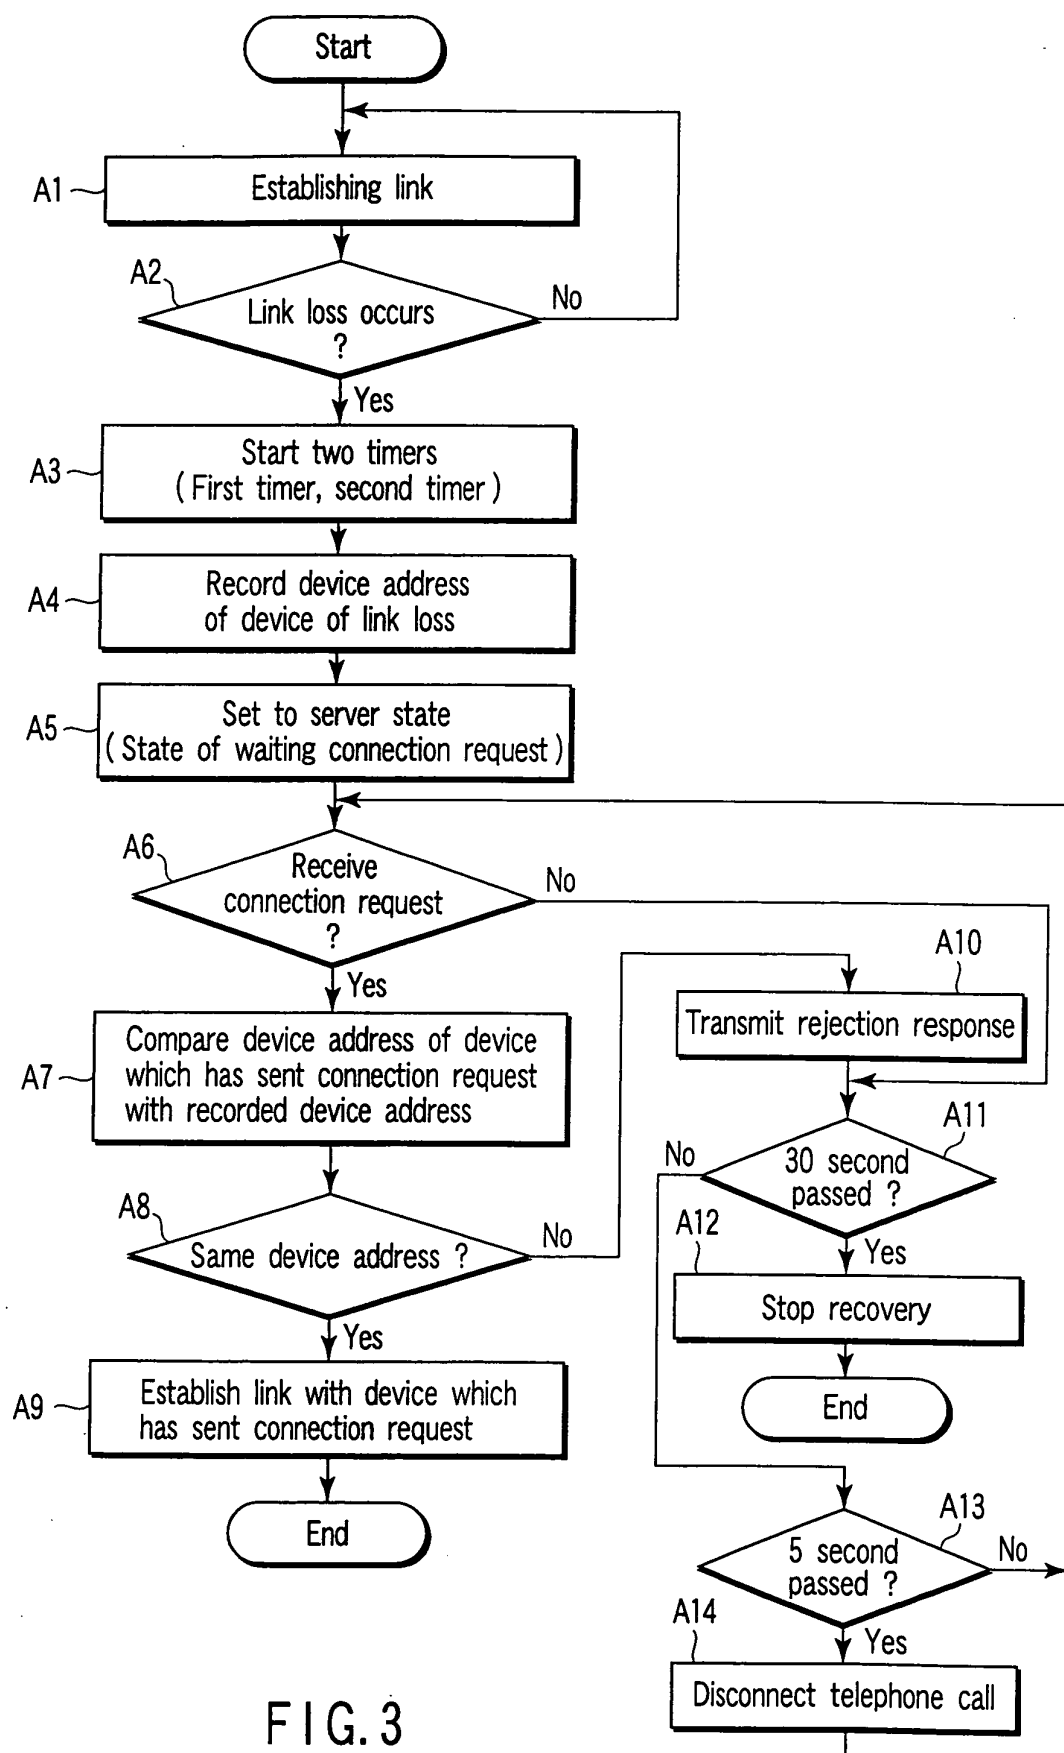 Start
A1
Establishing link
A2
Link loss occurs
?
No
Yes
A3
Start two timers
(First timer, second timer)
A4
Record device address
of device of link loss
A5
Set to server state
(State of waiting connection request)
A6
Receive
connection request
?
No
Yes
A7
Compare device address of device
which has sent connection request
with recorded device address
A8
Same device address ?
No
Yes
A9
Establish link with device which
has sent connection request
End
A10
Transmit rejection response
A11
30 second
passed ?
No
Yes
A12
Stop recovery
End
A13
5 second
passed ?
No
Yes
A14
Disconnect telephone call
FIG. 3